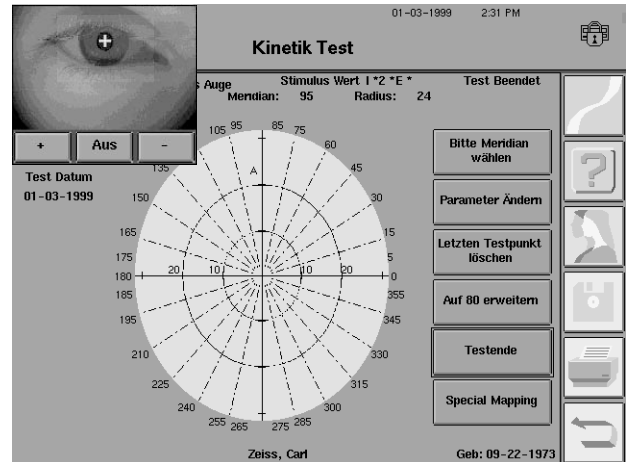 01-03-1999 2:31 PM
Kinetik Test
s Auge
Stimulus Wert I *2 *E *
Test Beendet
Meridian: 95 Radius: 24
+ Aus -
Test Datum
01-03-1999
105 95 85 75
60
135 45
150 30
165 15
175 5
180 0
185 355
195 345
210 330
225 315
240 300
255 265 275 285
A
20 10 10 20
Bitte Meridian
wählen
Parameter Ändern
Letzten Testpunkt
löschen
Auf 80 erweitern
Testende
Special Mapping
?
Zeiss, Carl
Geb: 09-22-1973